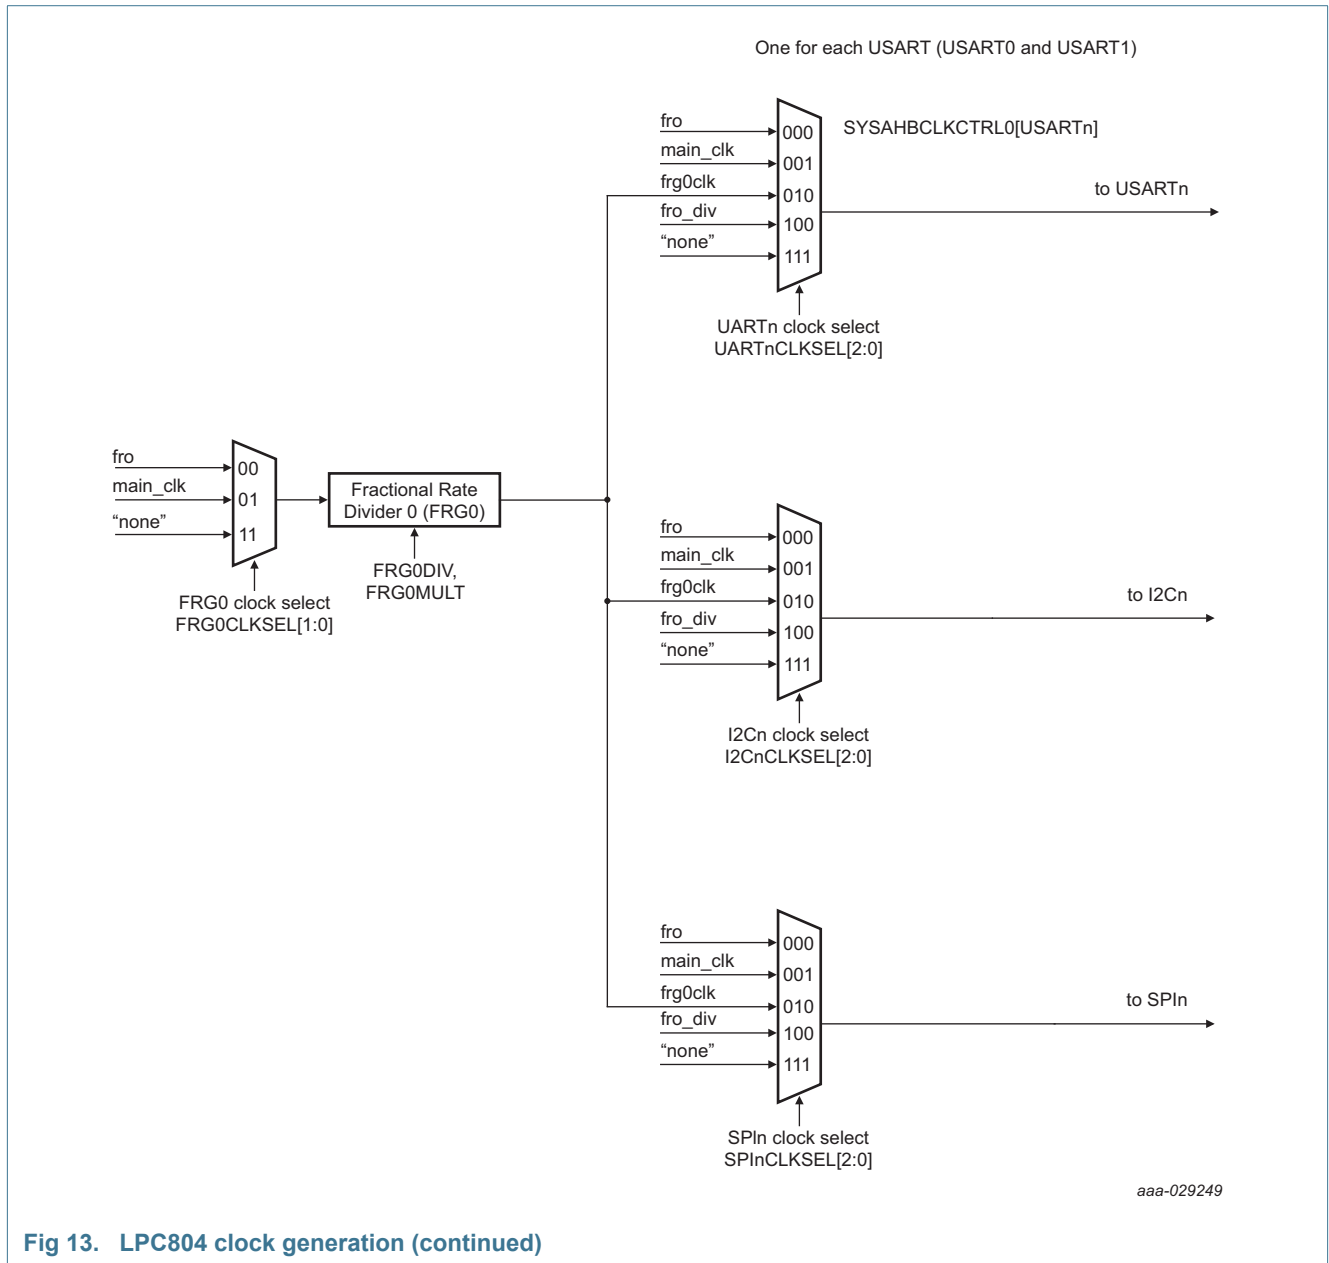 One for each USART (USART0 and USART1)
fro
000
SYSAHBCLKCTRL0[USARTn]
main_clk
001
frg0clk
010
to USARTn
fro_div
100
“none”
111
UARTn clock select
UARTnCLKSEL[2:0]
fro
00
main_clk
01
“none”
11
Fractional Rate
Divider 0 (FRG0)
FRG0DIV,
FRG0MULT
FRG0 clock select
FRG0CLKSEL[1:0]
fro
000
main_clk
001
frg0clk
010
to I2Cn
fro_div
100
“none”
111
I2Cn clock select
I2CnCLKSEL[2:0]
fro
000
main_clk
001
frg0clk
010
to SPIn
fro_div
100
“none”
111
SPIn clock select
SPInCLKSEL[2:0]
aaa-029249
Fig 13. LPC804 clock generation (continued)